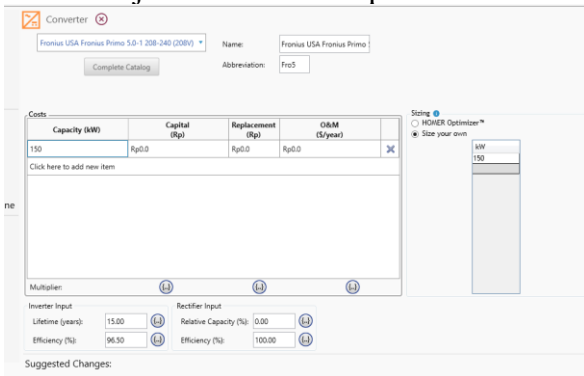 Converter
Fronius USA Fronius Primo 5.0-1 208-240 (208V)
Name:
Fronius USA Fronius Primo
Complete Catalog
Abbreviation:
Fro5
Costs
Capacity (kW)
Capital (Rp)
Replacement (Rp)
O&M ($/year)
150
Rp0.0
Rp0.0
Rp0.0
Click here to add new item
Multiplier:
Sizing
HOMER Optimizer™
Size your own
kW
150
ne
Inverter Input
Lifetime (years):
15.00
Efficiency (%):
96.50
Rectifier Input
Relative Capacity (%):
0.00
Efficiency (%):
100.00
Suggested Changes: